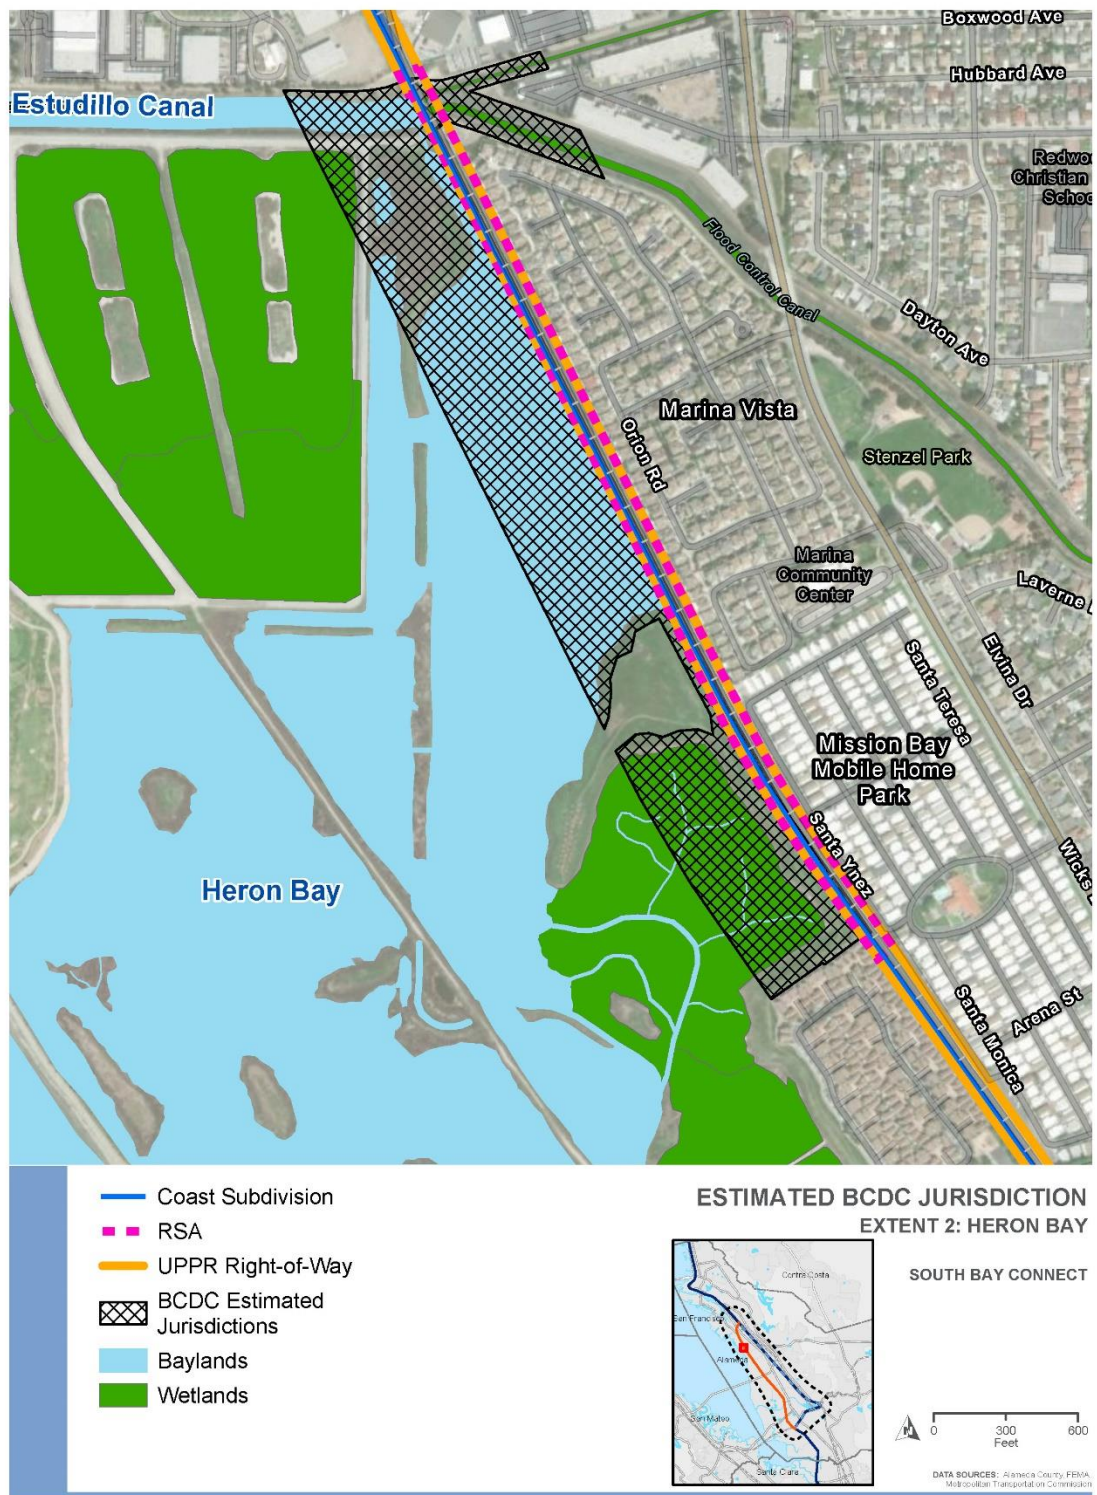 Boxwood Ave
Hubbard Ave
Estudillo Canal
Christian
Flood Control Canal
Dayton Ave
Marina Vista
Orion Rd
Stenzel Park
Marina
Community
Center
Laverne
Elvina Dr
Santa Teresa
Mission Bay
Mobile Home
Park
Santa Ynez
Wicks
Heron Bay
Santa Monica
Arena St
Coast Subdivision
RSA
UPPR Right-of-Way
BCDC Estimated
Jurisdictions
Baylands
Wetlands
ESTIMATED BCDC JURISDICTION
EXTENT 2: HERON BAY
SOUTH BAY CONNECT
Contra Costa
San Francisco
Alameda
San Mateo
Santa Clara
N
0 300 600
Feet
DATA SOURCES: Alameda County, FEMA,
Metropolitan Transportation Commission